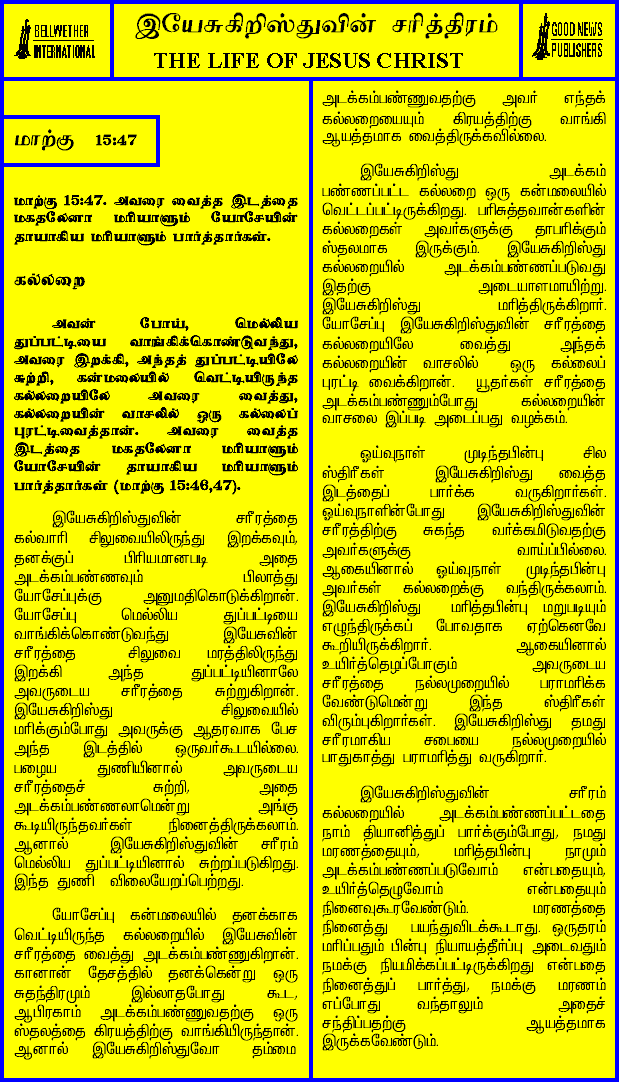 BELLWETHER
INTERNATIONAL
இயேசுகிறிஸ்துவின் சரித்திரம்
THE LIFE OF JESUS CHRIST
GOOD NEWS
PUBLISHERS
மாற்கு 15:47
மாற்கு 15:47. அவரை வைத்த இடத்தை
மகதலேனா மரியாளும் யோசேயின்
தாயாகிய மரியாளும் பார்த்தார்கள்.
கல்லறை
அவன் போய், மெல்லிய
துப்பட்டியை வாங்கிக்கொண்டுவந்து,
அவரை இறக்கி, அந்தத் துப்பட்டியிலே
சுற்றி, கன்மலையில் வெட்டியிருந்த
கல்லறையிலே அவரை வைத்து,
கல்லறையின் வாசலில் ஒரு கல்லைப்
புரட்டிவைத்தான். அவரை வைத்த
இடத்தை மகதலேனா மரியாளும்
யோசேயின் தாயாகிய மரியாளும்
பார்த்தார்கள் (மாற்கு 15:46,47).
இயேசுகிறிஸ்துவின் சரீரத்தை
கல்வாரி சிலுவையிலிருந்து இறக்கவும்,
தனக்குப் பிரியமானபடி அதை
அடக்கம்பண்ணவும் பிலாத்து
யோசேப்புக்கு அனுமதிகொடுக்கிறான்.
யோசேப்பு மெல்லிய துப்பட்டியை
வாங்கிக்கொண்டுவந்து இயேசுவின்
சரீரத்தை சிலுவை மரத்திலிருந்து
இறக்கி அந்த துப்பட்டியினாலே
அவருடைய சரீரத்தை சுற்றுகிறான்.
இயேசுகிறிஸ்து சிலுவையில்
மரிக்கும்போது அவருக்கு ஆதரவாக பேச
அந்த இடத்தில் ஒருவர்கூடயில்லை.
பழைய துணியினால் அவருடைய
சரீரத்தைச் சுற்றி, அதை
அடக்கம்பண்ணலாமென்று அங்கு
கூடியிருந்தவர்கள் நினைத்திருக்கலாம்.
ஆனால் இயேசுகிறிஸ்துவின் சரீரம்
மெல்லிய துப்பட்டியினால் சுற்றப்படுகிறது.
இந்த துணி விலையேறப்பெற்றது.
யோசேப்பு கன்மலையில் தனக்காக
வெட்டியிருந்த கல்லறையில் இயேசுவின்
சரீரத்தை வைத்து அடக்கம்பண்ணுகிறான்.
கானான் தேசத்தில் தனக்கென்று ஒரு
சுதந்திரமும் இல்லாதபோது கூட,
ஆபிரகாம் அடக்கம்பண்ணுவதற்கு ஒரு
ஸ்தலத்தை கிரயத்திற்கு வாங்கியிருந்தான்.
ஆனால் இயேசுகிறிஸ்துவோ தம்மை
அடக்கம்பண்ணுவதற்கு அவர் எந்தக்
கல்லறையையும் கிரயத்திற்கு வாங்கி
ஆயத்தமாக வைத்திருக்கவில்லை.
இயேசுகிறிஸ்து அடக்கம்
பண்ணப்பட்ட கல்லறை ஒரு கன்மலையில்
வெட்டப்பட்டிருக்கிறது. பரிசுத்தவான்களின்
கல்லறைகள் அவர்களுக்கு தாபரிக்கும்
ஸ்தலமாக இருக்கும். இயேசுகிறிஸ்து
கல்லறையில் அடக்கம்பண்ணப்படுவது
இதற்கு அடையாளமாயிற்று.
இயேசுகிறிஸ்து மரித்திருக்கிறார்.
யோசேப்பு இயேசுகிறிஸ்துவின் சரீரத்தை
கல்லறையிலே வைத்து அந்தக்
கல்லறையின் வாசலில் ஒரு கல்லைப்
புரட்டி வைக்கிறான். யூதர்கள் சரீரத்தை
அடக்கம்பண்ணும்போது கல்லறையின்
வாசலை இப்படி அடைப்பது வழக்கம்.
ஓய்வுநாள் முடிந்தபின்பு சில
ஸ்திரீகள் இயேசுகிறிஸ்து வைத்த
இடத்தைப் பார்க்க வருகிறார்கள்.
ஓய்வுநாளின்போது இயேசுகிறிஸ்துவின்
சரீரத்திற்கு சுகந்த வர்க்கமிடுவதற்கு
அவர்களுக்கு வாய்ப்பில்லை.
ஆகையினால் ஓய்வுநாள் முடிந்தபின்பு
அவர்கள் கல்லறைக்கு வந்திருக்கலாம்.
இயேசுகிறிஸ்து மரித்தபின்பு மறுபடியும்
எழுந்திருக்கப் போவதாக ஏற்கெனவே
கூறியிருக்கிறார். ஆகையினால்
உயிர்த்தெழப்போகும் அவருடைய
சரீரத்தை நல்லமுறையில் பராமரிக்க
வேண்டுமென்று இந்த ஸ்திரீகள்
விரும்புகிறார்கள். இயேசுகிறிஸ்து தமது
சரீரமாகிய சபையை நல்லமுறையில்
பாதுகாத்து பராமரித்து வருகிறார்.
இயேசுகிறிஸ்துவின் சரீரம்
கல்லறையில் அடக்கம்பண்ணப்பட்டதை
நாம் தியானித்துப் பார்க்கும்போது, நமது
மரணத்தையும், மரித்தபின்பு நாமும்
அடக்கம்பண்ணப்படுவோம் என்பதையும்,
உயிர்த்தெழுவோம் என்பதையும்
நினைவுகூரவேண்டும். மரணத்தை
நினைத்து பயந்துவிடக்கூடாது. ஒருதரம்
மரிப்பதும் பின்பு நியாயத்தீர்ப்பு அடைவதும்
நமக்கு நியமிக்கப்பட்டிருக்கிறது என்பதை
நினைத்துப் பார்த்து, நமக்கு மரணம்
எப்போது வந்தாலும் அதைச்
சந்திப்பதற்கு ஆயத்தமாக
இருக்கவேண்டும்.